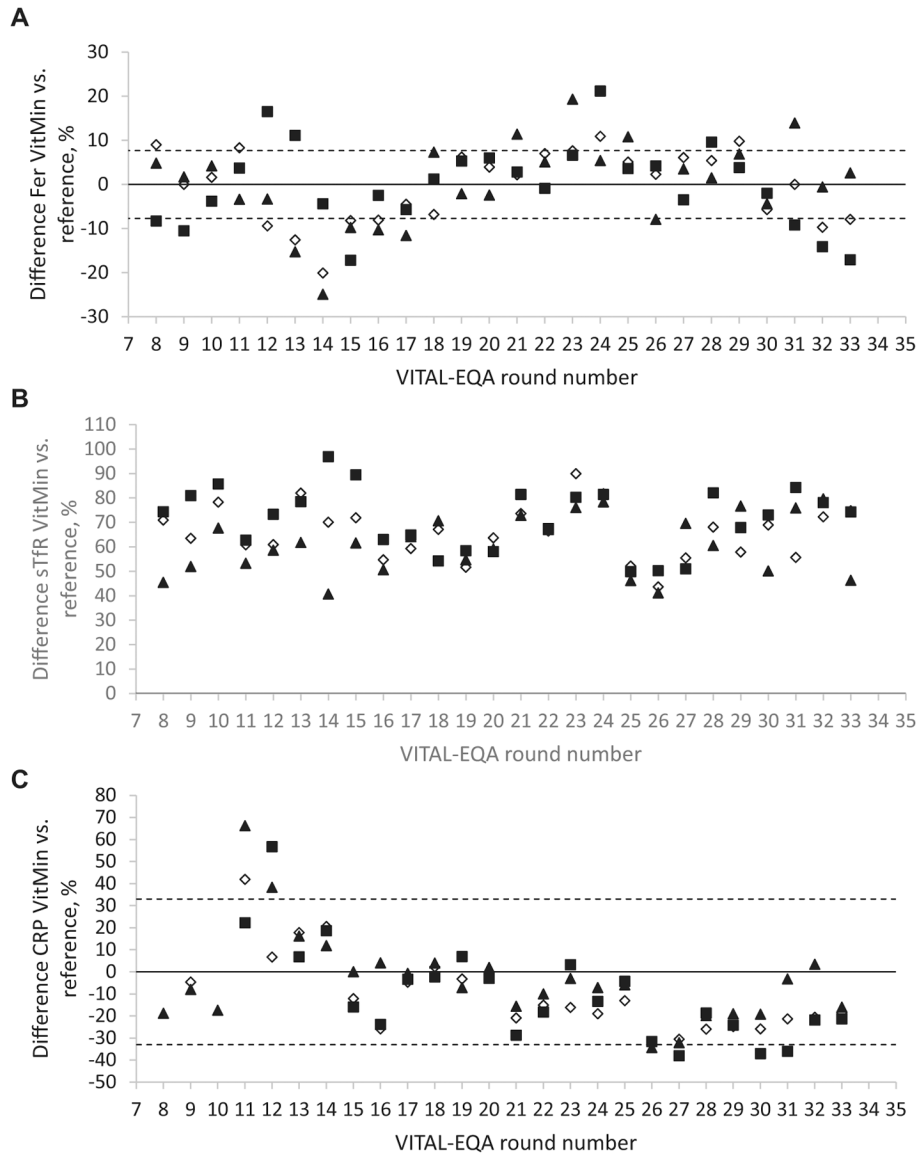 A
Difference Fer VitMin vs.
reference, %
30
20
10
0
-10
-20
-30
7 8 9 10 11 12 13 14 15 16 17 18 19 20 21 22 23 24 25 26 27 28 29 30 31 32 33 34 35
VITAL-EQA round number
B
Difference sTfR VitMin vs.
reference, %
110
100
90
80
70
60
50
40
30
20
10
0
7 8 9 10 11 12 13 14 15 16 17 18 19 20 21 22 23 24 25 26 27 28 29 30 31 32 33 34 35
VITAL-EQA round number
C
Difference CRP VitMin vs.
reference, %
80
70
60
50
40
30
20
10
0
-10
-20
-30
-40
-50
7 8 9 10 11 12 13 14 15 16 17 18 19 20 21 22 23 24 25 26 27 28 29 30 31 32 33 34 35
VITAL-EQA round number